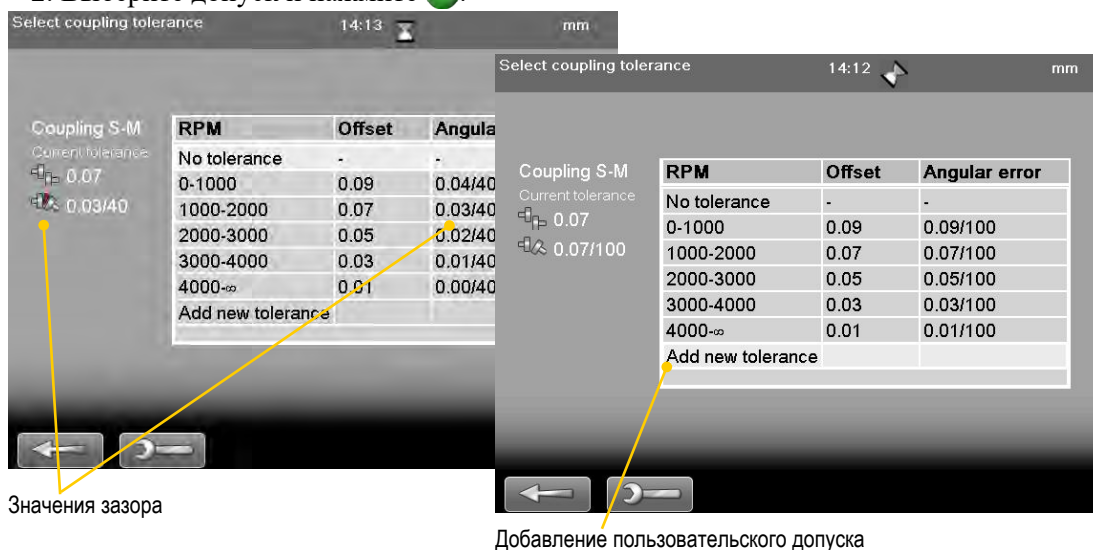 2. Выберите допуск и нажмите .
Select coupling tolerance 14:13 mm
Coupling S-M
Current tolerance
0.07
0.03/40
RPM Offset Angula
No tolerance - -
0-1000 0.09 0.04/40
1000-2000 0.07 0.03/40
2000-3000 0.05 0.02/40
3000-4000 0.03 0.01/40
4000-∞ 0.01 0.00/40
Add new tolerance
Значения зазора
Select coupling tolerance 14:12 mm
Coupling S-M
Current tolerance
0.07
0.07/100
RPM Offset Angular error
No tolerance - -
0-1000 0.09 0.09/100
1000-2000 0.07 0.07/100
2000-3000 0.05 0.05/100
3000-4000 0.03 0.03/100
4000-∞ 0.01 0.01/100
Add new tolerance
Добавление пользовательского допуска